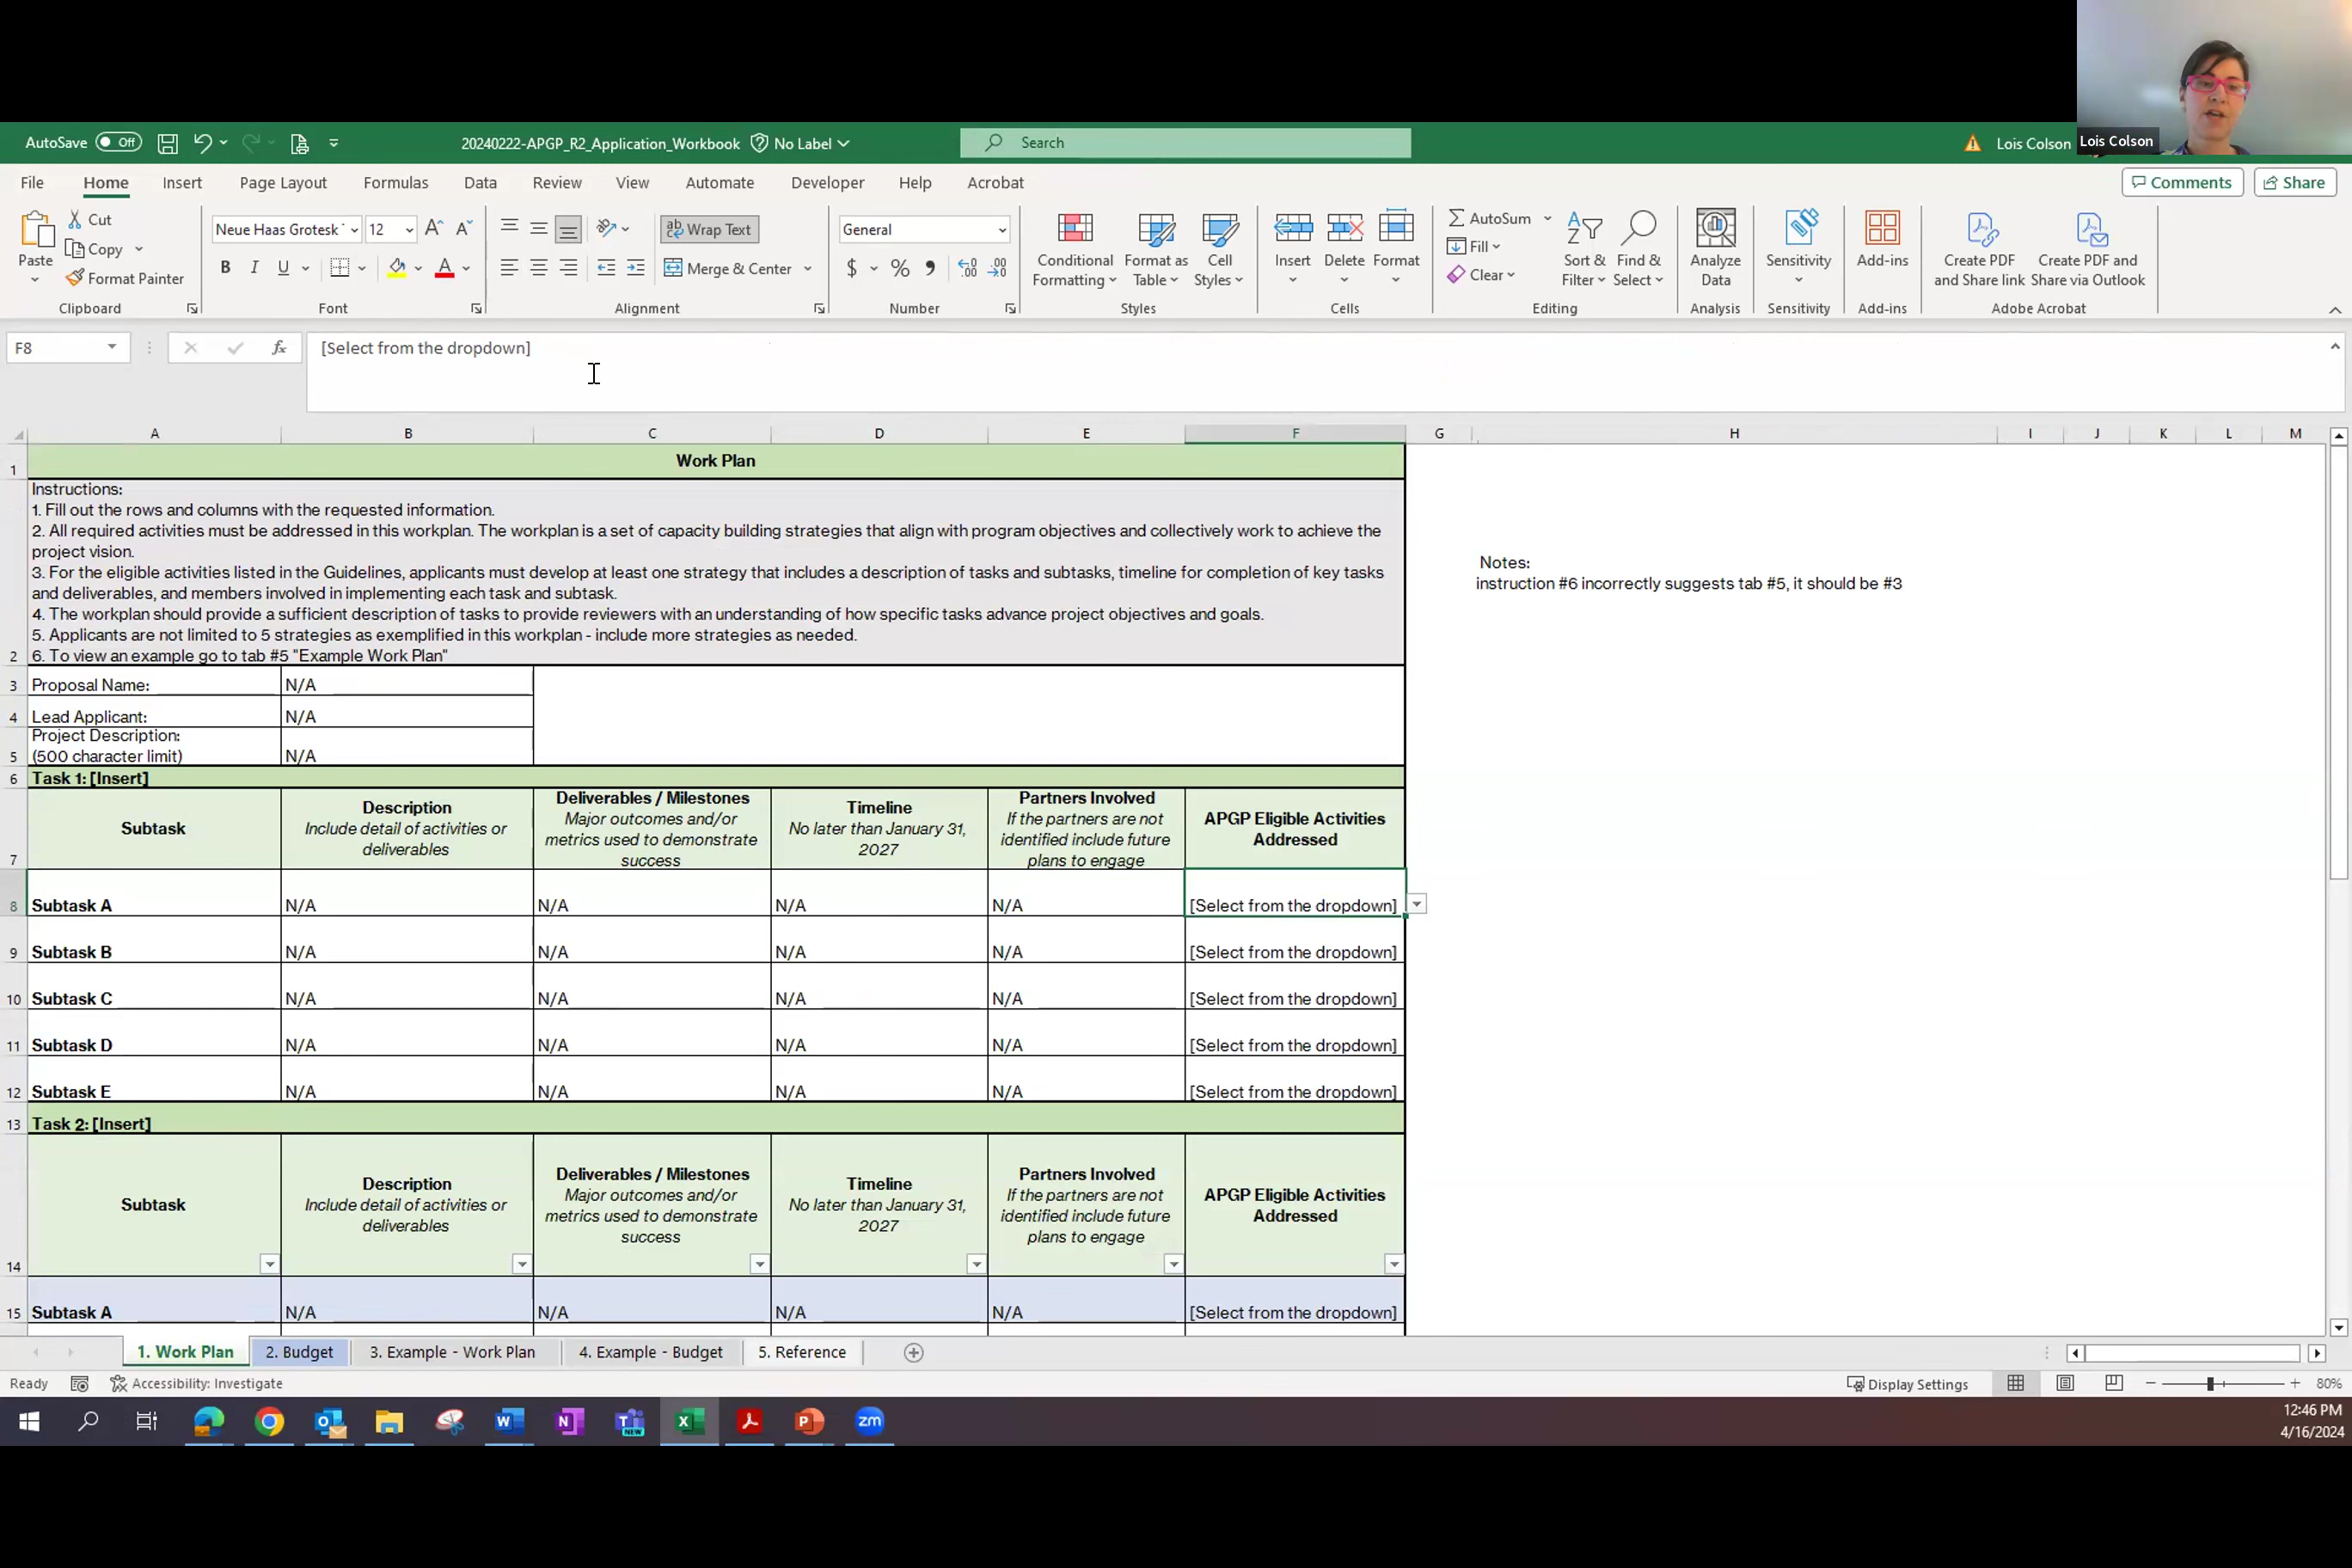 AutoSave Off
20240222-APGP_R2_Application_Workbook No Label
Search
Lois Colson
Lois Colson
File Home Insert Page Layout Formulas Data Review View Automate Developer Help Acrobat
Comments Share
Paste
Cut
Copy
Format Painter
Clipboard
Neue Haas Grotesk 12
B I U
Font
Wrap Text
Merge & Center
Alignment
General
$ % 9
Number
Conditional Formatting
Format as Table
Cell Styles
Styles
Insert
Delete
Format
Cells
AutoSum
Fill
Clear
Sort & Filter
Find & Select
Editing
Analyze Data
Analysis
Sensitivity
Sensitivity
Add-ins
Add-ins
Create PDF and Share link
Create PDF and Share via Outlook
Adobe Acrobat
F8 fx [Select from the dropdown]
A B C D E F G H I J K L M
1 Work Plan
Instructions:
1. Fill out the rows and columns with the requested information.
2. All required activities must be addressed in this workplan. The workplan is a set of capacity building strategies that align with program objectives and collectively work to achieve the
project vision.
3. For the eligible activities listed in the Guidelines, applicants must develop at least one strategy that includes a description of tasks and subtasks, timeline for completion of key tasks
and deliverables, and members involved in implementing each task and subtask.
4. The workplan should provide a sufficient description of tasks to provide reviewers with an understanding of how specific tasks advance project objectives and goals.
5. Applicants are not limited to 5 strategies as exemplified in this workplan - include more strategies as needed.
2 6. To view an example go to tab #5 "Example Work Plan"
Notes:
instruction #6 incorrectly suggests tab #5, it should be #3
3 Proposal Name: N/A
4 Lead Applicant: N/A
Project Description:
5 (500 character limit) N/A
6 Task 1: [Insert]
7 Subtask
Description
Include detail of activities or
deliverables
Deliverables / Milestones
Major outcomes and/or
metrics used to demonstrate
success
Timeline
No later than January 31,
2027
Partners Involved
If the partners are not
identified include future
plans to engage
APGP Eligible Activities
Addressed
8 Subtask A N/A N/A N/A N/A [Select from the dropdown]
9 Subtask B N/A N/A N/A N/A [Select from the dropdown]
10 Subtask C N/A N/A N/A N/A [Select from the dropdown]
11 Subtask D N/A N/A N/A N/A [Select from the dropdown]
12 Subtask E N/A N/A N/A N/A [Select from the dropdown]
13 Task 2: [Insert]
14 Subtask
Description
Include detail of activities or
deliverables
Deliverables / Milestones
Major outcomes and/or
metrics used to demonstrate
success
Timeline
No later than January 31,
2027
Partners Involved
If the partners are not
identified include future
plans to engage
APGP Eligible Activities
Addressed
15 Subtask A N/A N/A N/A N/A [Select from the dropdown]
1. Work Plan 2. Budget 3. Example - Work Plan 4. Example - Budget 5. Reference
Ready Accessibility: Investigate Display Settings 80%
12:46 PM
4/16/2024
zm
NEW